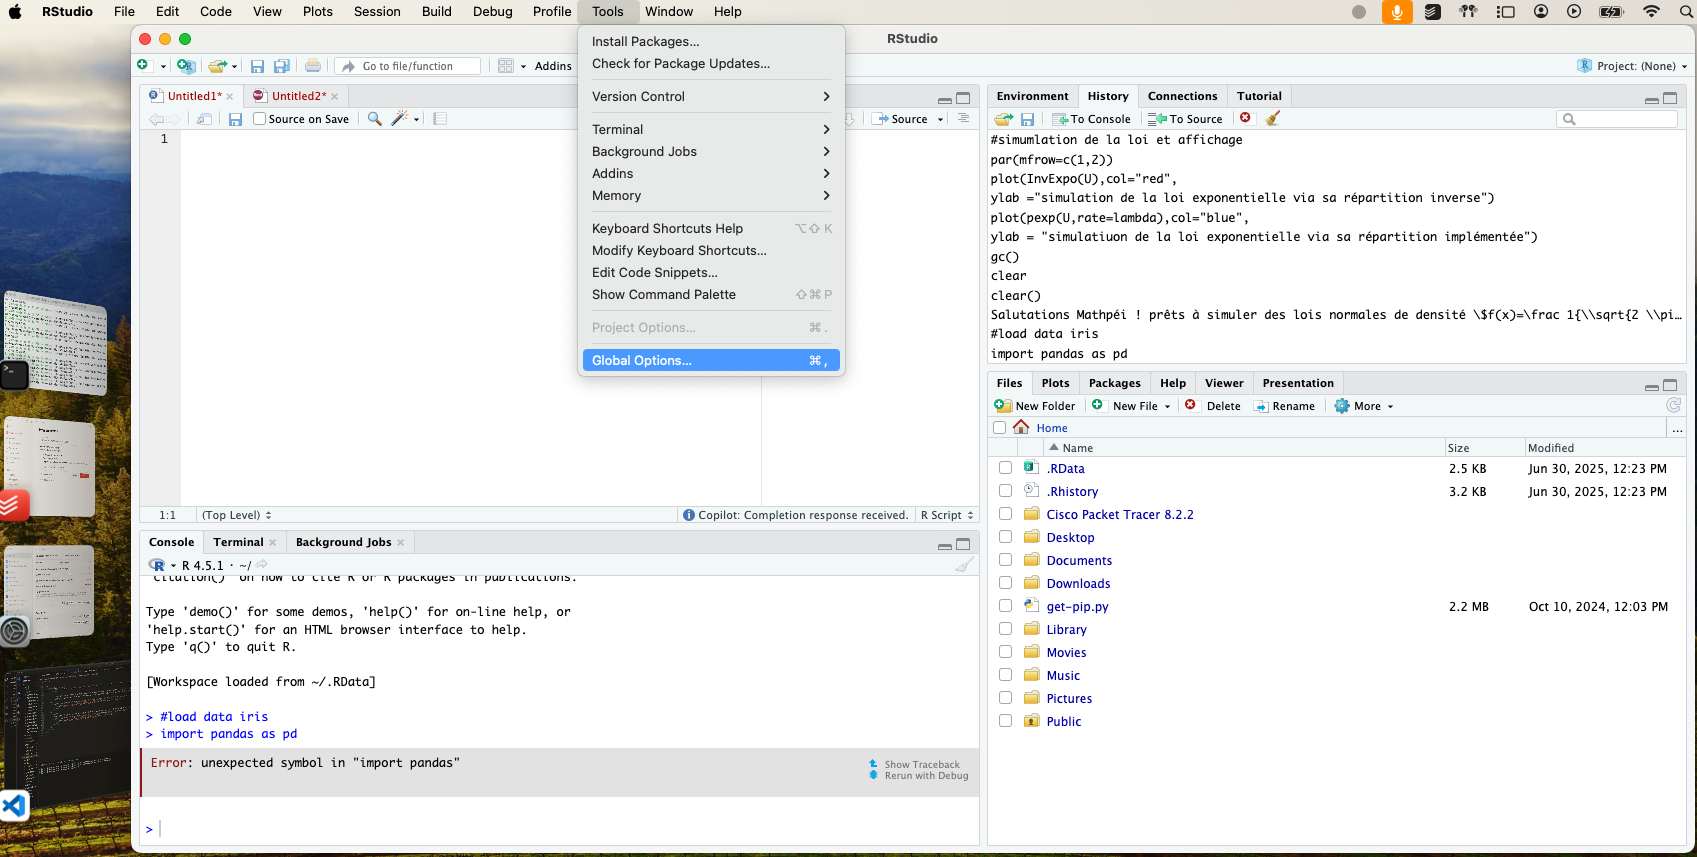 RStudio File Edit Code View Plots Session Build Debug Profile Tools Window Help
RStudio
Go to file/function
Addins
Project: (None)
Untitled1*
Untitled2*
Source on Save
Source
1
1:1 (Top Level)
Copilot: Completion response received.
R Script
Install Packages...
Check for Package Updates...
Version Control
Terminal
Background Jobs
Addins
Memory
Keyboard Shortcuts Help ⌥⇧ K
Modify Keyboard Shortcuts...
Edit Code Snippets...
Show Command Palette ⇧⌘ P
Project Options... ⌘ .
Global Options... ⌘ ,
Console Terminal Background Jobs
R 4.5.1 · ~/
'citation()' on how to cite R or R packages in publications.
Type 'demo()' for some demos, 'help()' for on-line help, or
'help.start()' for an HTML browser interface to help.
Type 'q()' to quit R.
[Workspace loaded from ~/.RData]
> #load data iris
> import pandas as pd
Error: unexpected symbol in "import pandas"
Show Traceback
Rerun with Debug
>
Environment History Connections Tutorial
To Console To Source
#simumlation de la loi et affichage
par(mfrow=c(1,2))
plot(InvExpo(U),col="red",
ylab ="simulation de la loi exponentielle via sa répartition inverse")
plot(pexp(U,rate=lambda),col="blue",
ylab = "simulatiuon de la loi exponentielle via sa répartition implémentée")
gc()
clear
clear()
Salutations Mathpéi ! prêts à simuler des lois normales de densité \$f(x)=\frac 1{\\sqrt{2 \\pi…
#load data iris
import pandas as pd
Files Plots Packages Help Viewer Presentation
New Folder New File Delete Rename More
Home ...
Name Size Modified
.RData 2.5 KB Jun 30, 2025, 12:23 PM
.Rhistory 3.2 KB Jun 30, 2025, 12:23 PM
Cisco Packet Tracer 8.2.2
Desktop
Documents
Downloads
get-pip.py 2.2 MB Oct 10, 2024, 12:03 PM
Library
Movies
Music
Pictures
Public